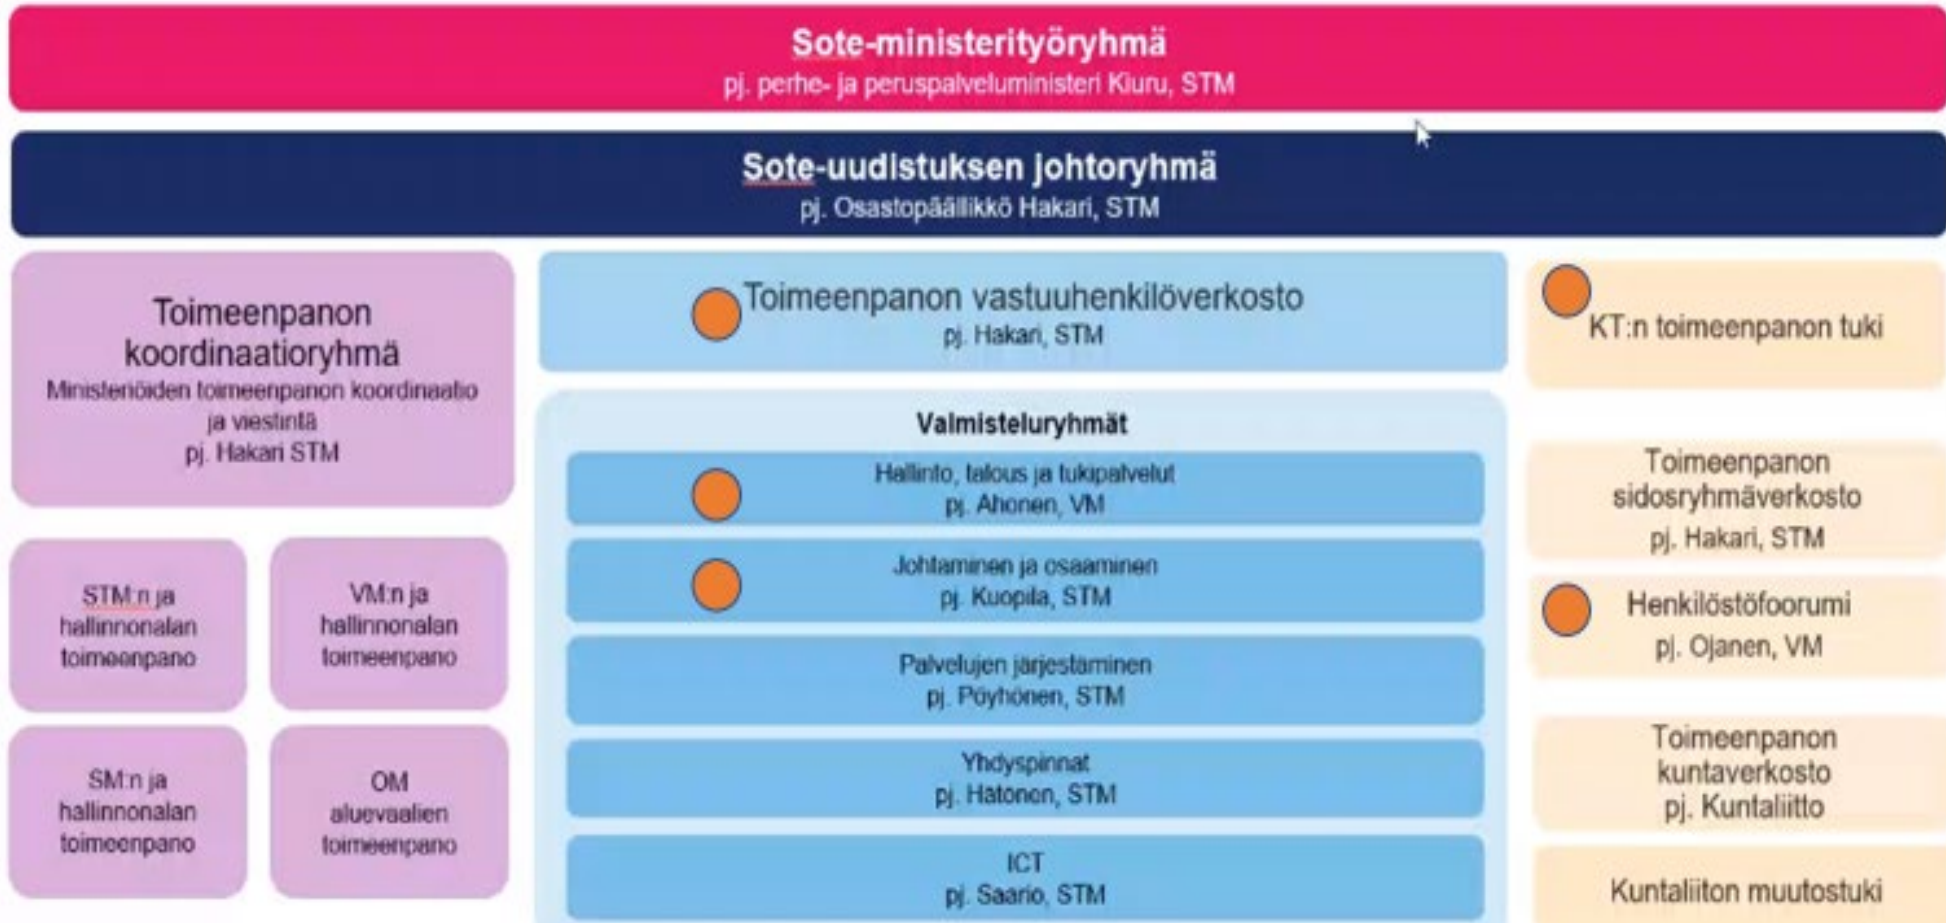 Sote-ministerityöryhmä
pj. perhe- ja peruspalveluministeri Kiuru, STM
Sote-uudistuksen johtoryhmä
pj. Osastopäällikkö Hakari, STM
Toimeenpanon
koordinaatioryhmä
Ministeriöiden toimeenpanon koordinaatio
ja viestintä
pj. Hakari STM
STM:n ja
hallinnonalan
toimeenpano
VM:n ja
hallinnonalan
toimeenpano
SM:n ja
hallinnonalan
toimeenpano
OM
aluevaalien
toimeenpano
Toimeenpanon vastuuhenkilöverkosto
pj. Hakari, STM
Valmisteluryhmät
Hallinto, talous ja tukipalvelut
pj. Ahonen, VM
Johtaminen ja osaaminen
pj. Kuopila, STM
Palvelujen järjestäminen
pj. Pöyhönen, STM
Yhdyspinnat
pj. Hätönen, STM
ICT
pj. Saario, STM
KT:n toimeenpanon tuki
Toimeenpanon
sidosryhmäverkosto
pj. Hakari, STM
Henkilöstöfoorumi
pj. Ojanen, VM
Toimeenpanon
kuntaverkosto
pj. Kuntaliitto
Kuntaliiton muutostuki